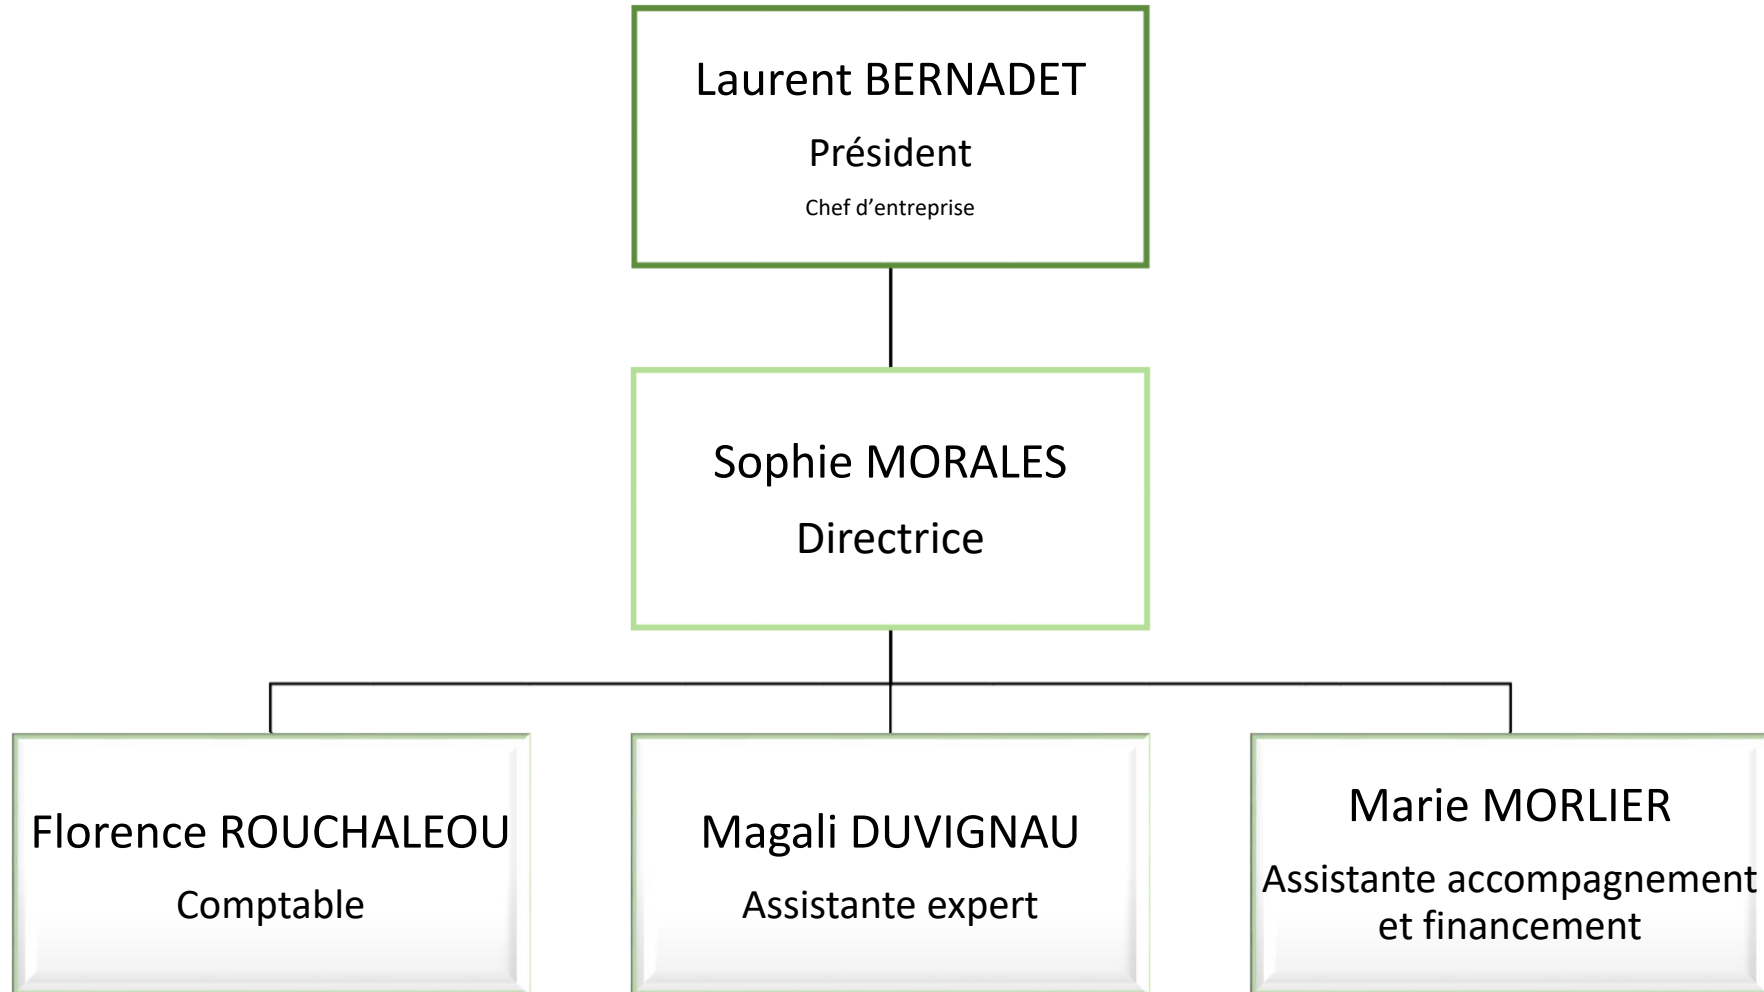 Laurent BERNADET
Président
Chef d’entreprise
Sophie MORALES
Directrice
Florence ROUCHALEOU
Comptable
Magali DUVIGNAU
Assistante expert
Marie MORLIER
Assistante accompagnement
et financement